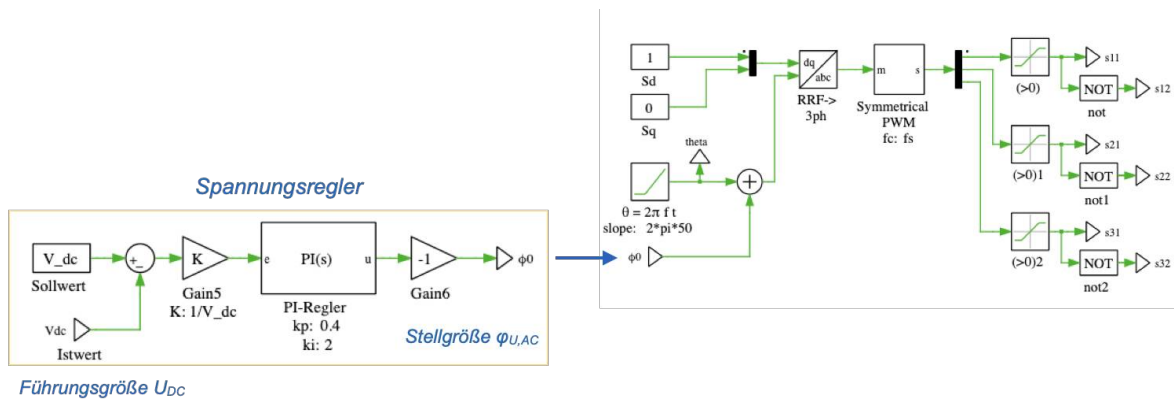 Spannungsregler
V_dc
Sollwert
+
-
K
Gain5
K: 1/V_dc
e PI(s) u
PI-Regler
kp: 0.4
ki: 2
-1
Gain6
ϕ0
Vdc
Istwert
Stellgröße φU,AC
Führungsgröße UDC
1
Sd
0
Sq
theta
θ = 2π f t
slope: 2*pi*50
ϕ0
+
dq
abc
RRF->
3ph
m s
Symmetrical
PWM
fc: fs
(>0)
s11
NOT
not
s12
(>0)1
s21
NOT
not1
s22
(>0)2
s31
NOT
not2
s32